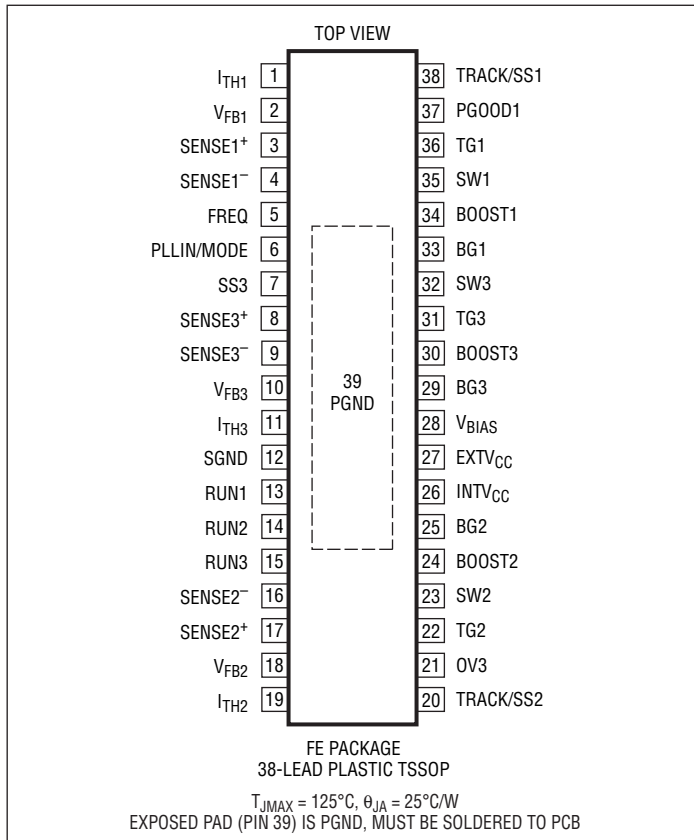 TOP VIEW
I_TH1 1 38 TRACK/SS1
V_FB1 2 37 PGOOD1
SENSE1⁺ 3 36 TG1
SENSE1⁻ 4 35 SW1
FREQ 5 34 BOOST1
PLLIN/MODE 6 33 BG1
SS3 7 32 SW3
SENSE3⁺ 8 31 TG3
SENSE3⁻ 9 30 BOOST3
V_FB3 10 29 BG3
39
PGND
I_TH3 11 28 V_BIAS
SGND 12 27 EXTV_CC
RUN1 13 26 INTV_CC
RUN2 14 25 BG2
RUN3 15 24 BOOST2
SENSE2⁻ 16 23 SW2
SENSE2⁺ 17 22 TG2
V_FB2 18 21 OV3
I_TH2 19 20 TRACK/SS2
FE PACKAGE
38-LEAD PLASTIC TSSOP
T_JMAX = 125°C, θ_JA = 25°C/W
EXPOSED PAD (PIN 39) IS PGND, MUST BE SOLDERED TO PCB